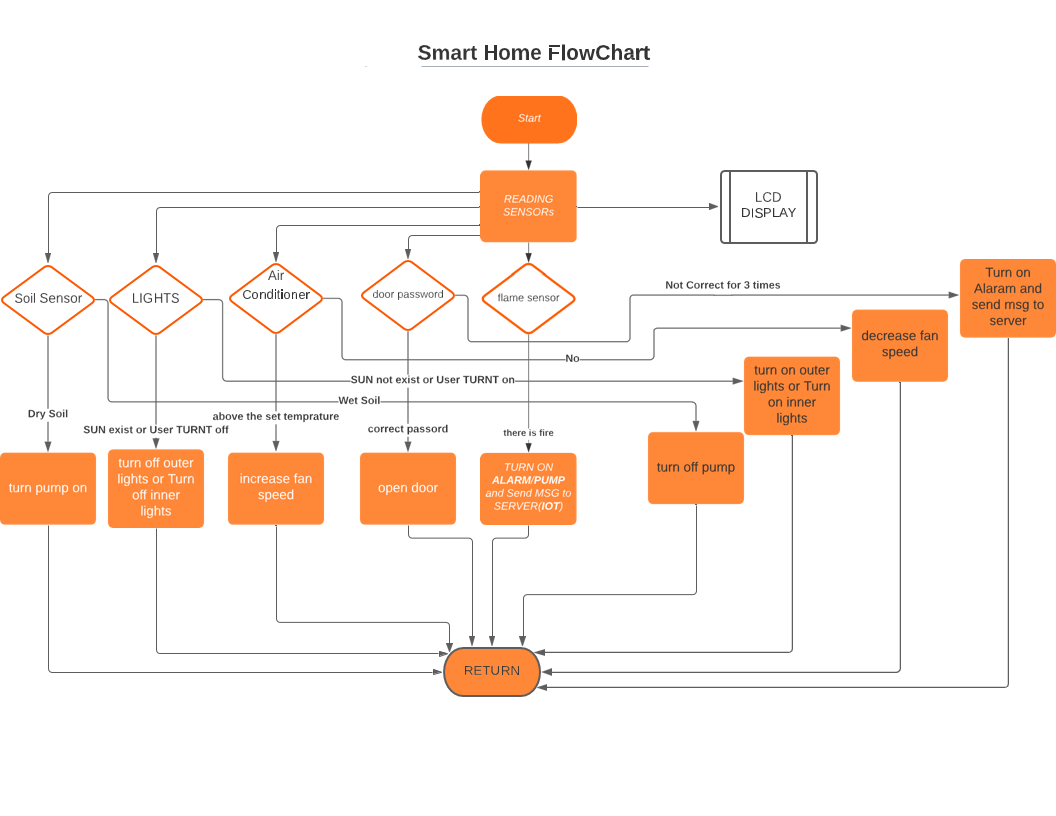 Smart Home FlowChart
Start
READING
SENSORs
LCD
DISPLAY
Soil Sensor
LIGHTS
Air
Conditioner
door password
flame sensor
Not Correct for 3 times
Turn on
Alaram and
send msg to
server
decrease fan
speed
No
turn on outer
lights or Turn
on inner
lights
SUN not exist or User TURNT on
Wet Soil
Dry Soil
SUN exist or User TURNT off
above the set temprature
correct passord
there is fire
turn off pump
turn pump on
turn off outer
lights or Turn
off inner
lights
increase fan
speed
open door
TURN ON
ALARM/PUMP
and Send MSG to
SERVER(IOT)
RETURN